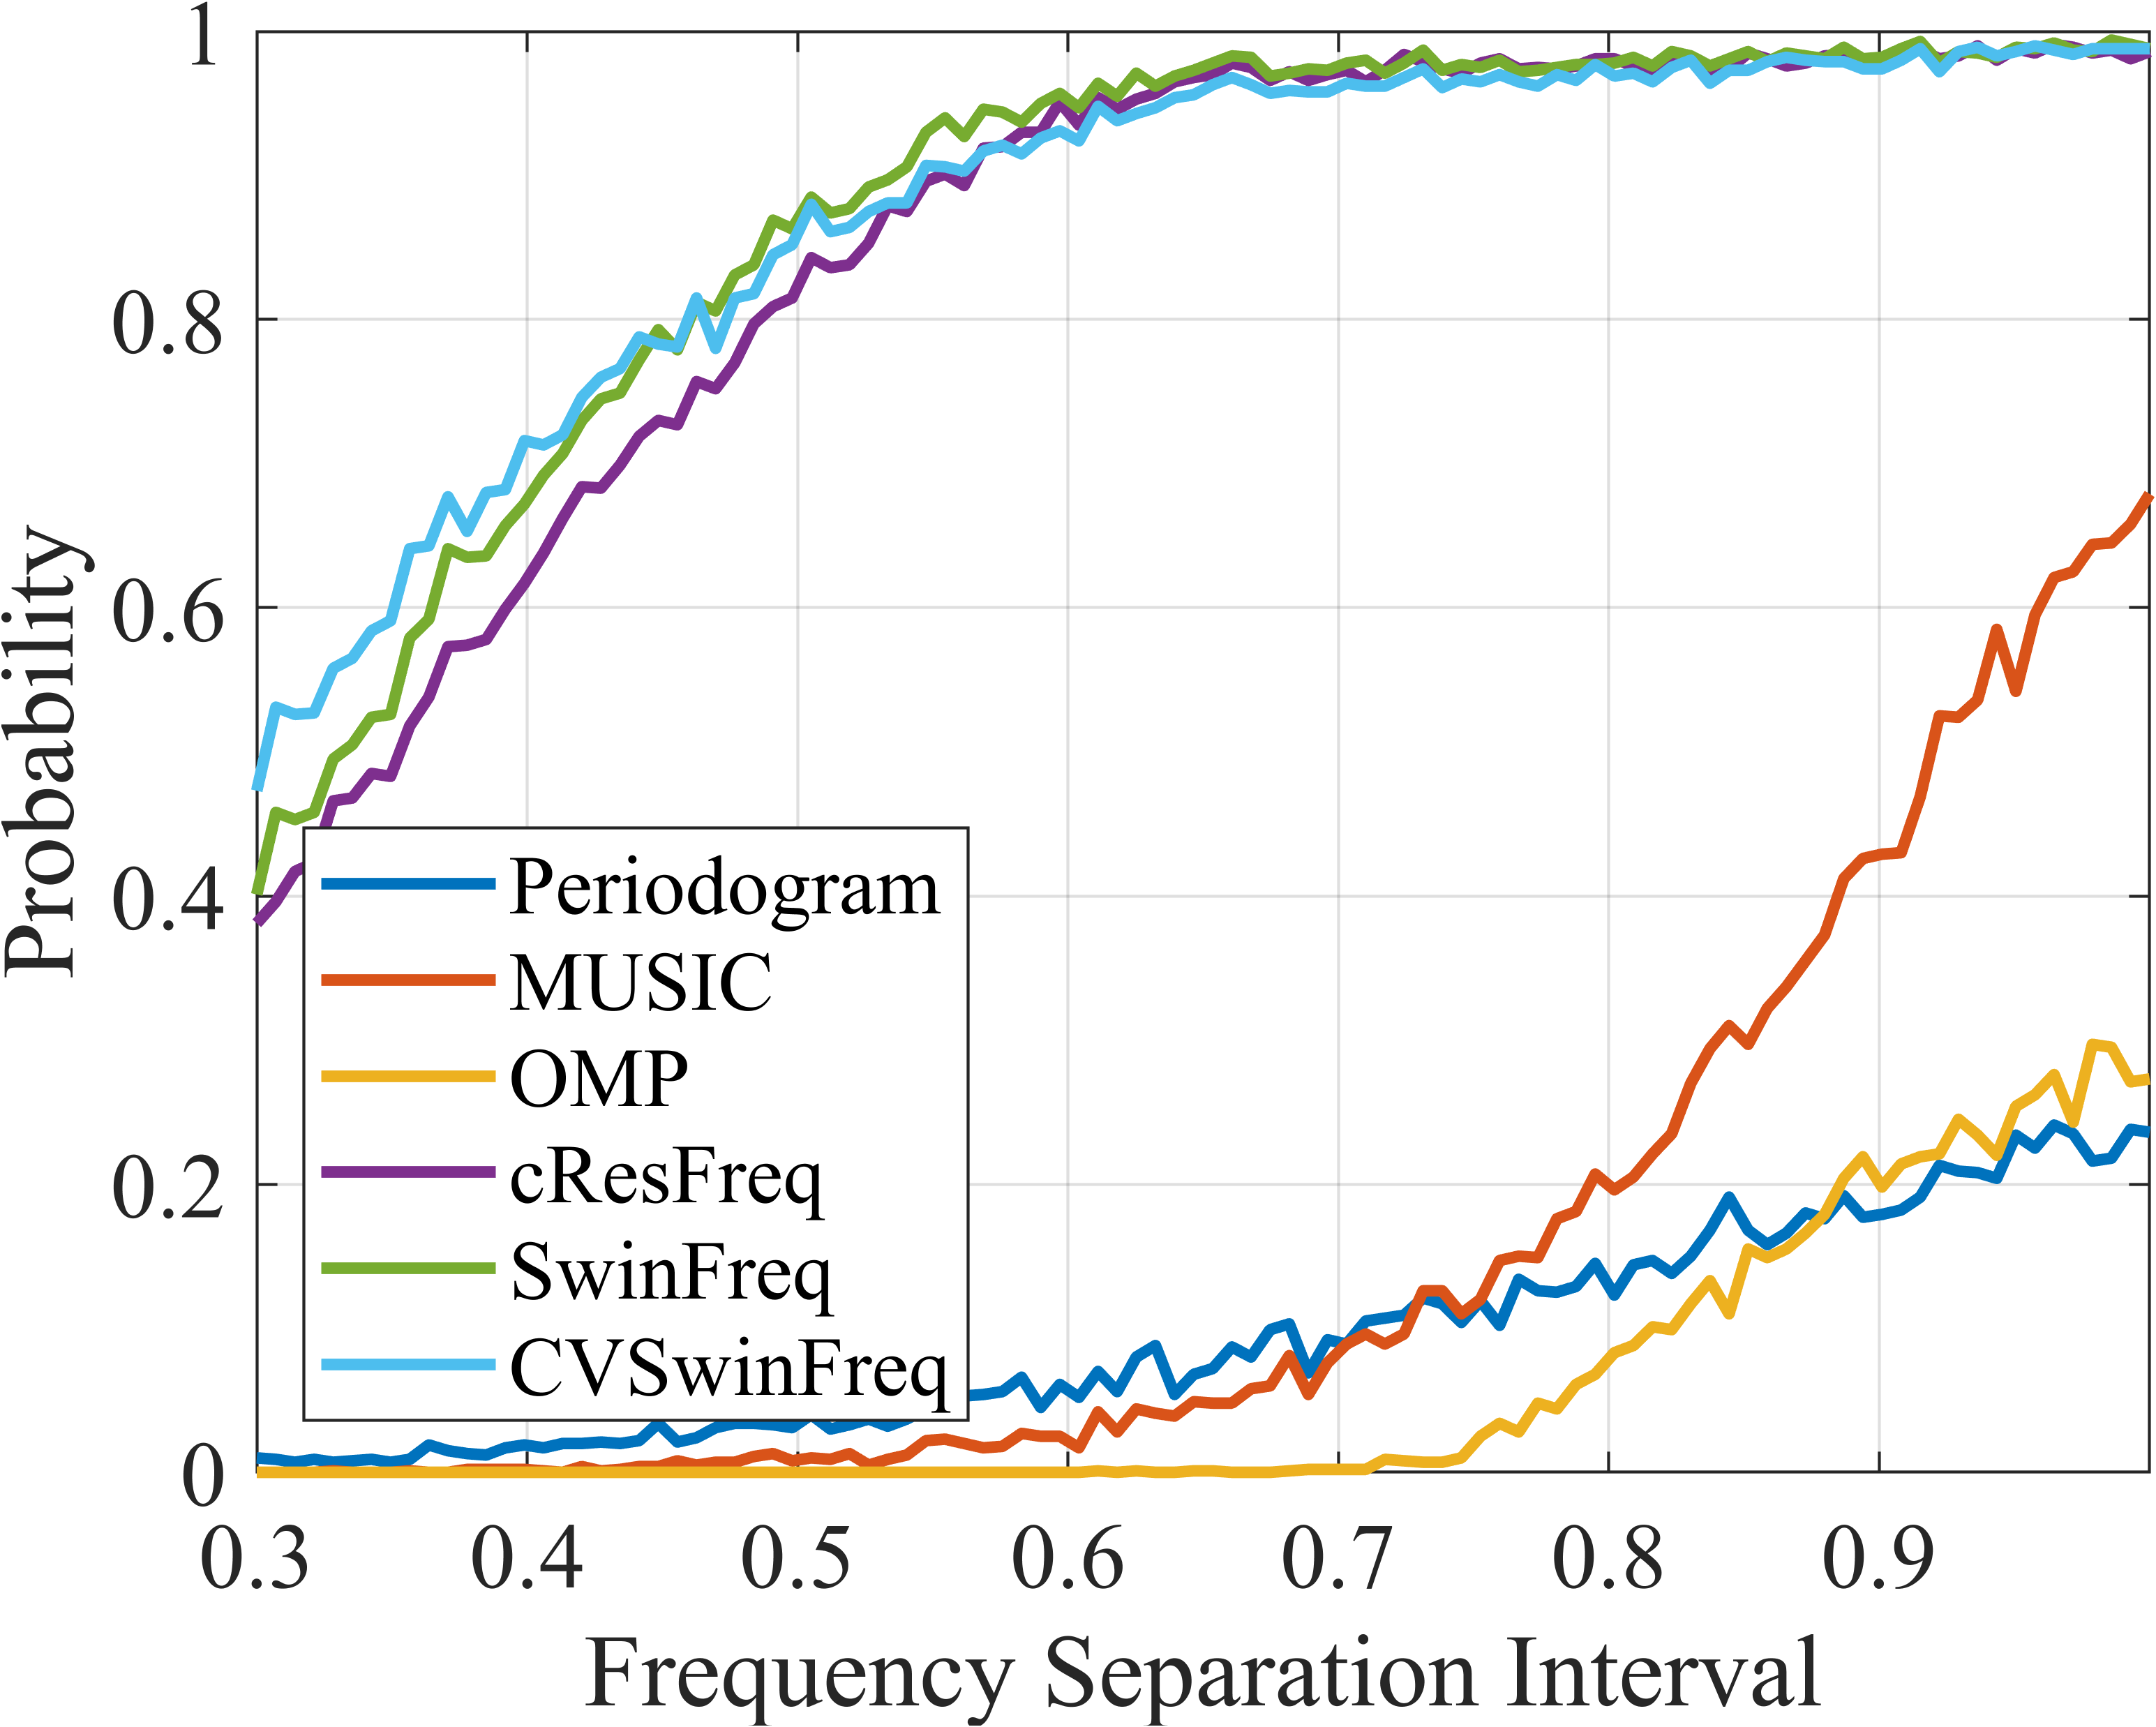 1
0.8
0.6
0.4
0.2
0
Probability
Periodogram
MUSIC
OMP
cResFreq
SwinFreq
CVSwinFreq
0.3 0.4 0.5 0.6 0.7 0.8 0.9
Frequency Separation Interval